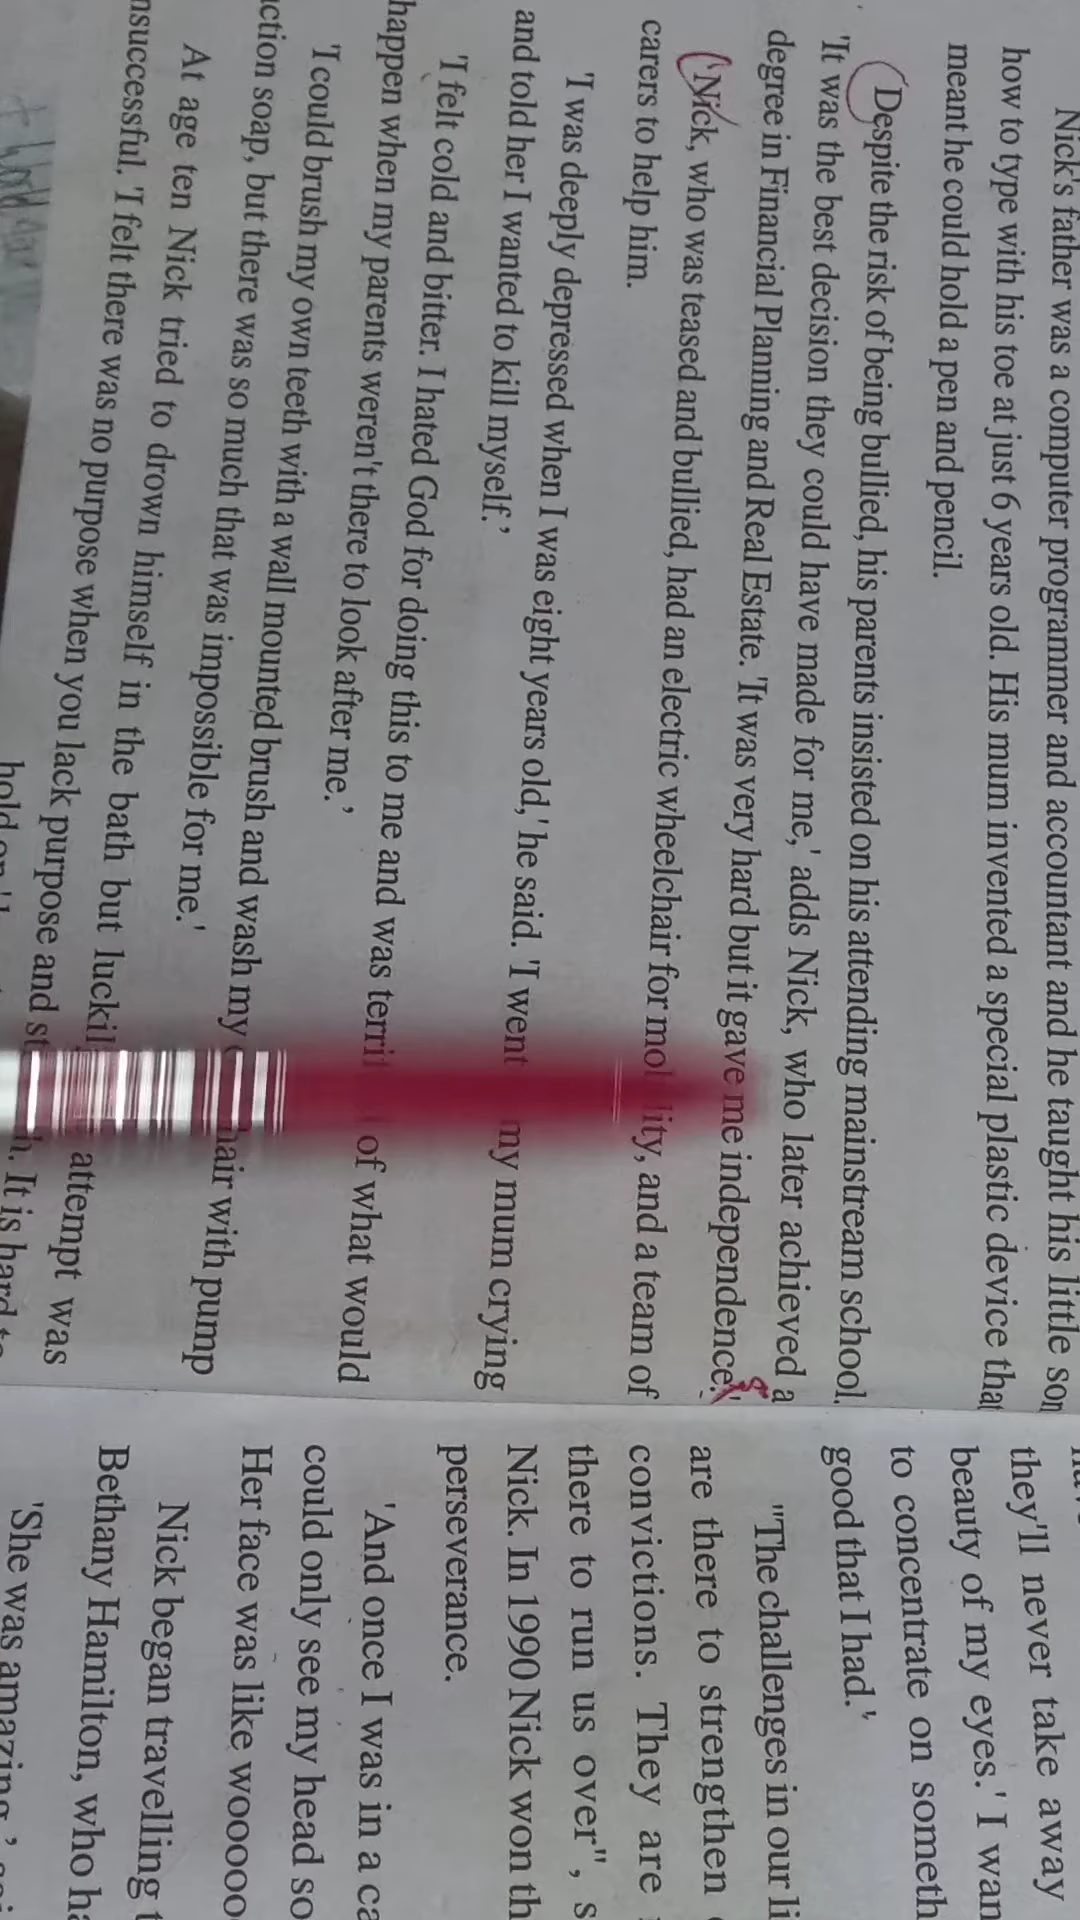 Nick's father was a computer programmer and accountant and he taught his little son
how to type with his toe at just 6 years old. His mum invented a special plastic device that
meant he could hold a pen and pencil.
Despite the risk of being bullied, his parents insisted on his attending mainstream school.
'It was the best decision they could have made for me,' adds Nick, who later achieved a
degree in Financial Planning and Real Estate. 'It was very hard but it gave me independence.'
'Nick, who was teased and bullied, had an electric wheelchair for mobility, and a team of
carers to help him.
'I was deeply depressed when I was eight years old,' he said. 'I went my mum crying
and told her I wanted to kill myself.'
'I felt cold and bitter. I hated God for doing this to me and was of what would
happen when my parents weren't there to look after me.'
'I could brush my own teeth with a wall mounted brush and wash my hair with pump
ction soap, but there was so much that was impossible for me.'
At age ten Nick tried to drown himself in the bath but attempt was
nsuccessful. 'I felt there was no purpose when you lack purpose and It is hard to
they'll never take away
beauty of my eyes.' I wan
to concentrate on someth
good that I had.'
"The challenges in our li
are there to strengthen
convictions. They are
there to run us over", s
Nick. In 1990 Nick won th
perseverance.
'And once I was in a ca
could only see my head so
Her face was like wooooo
Nick began travelling t
Bethany Hamilton, who ha
'She was amazing,'